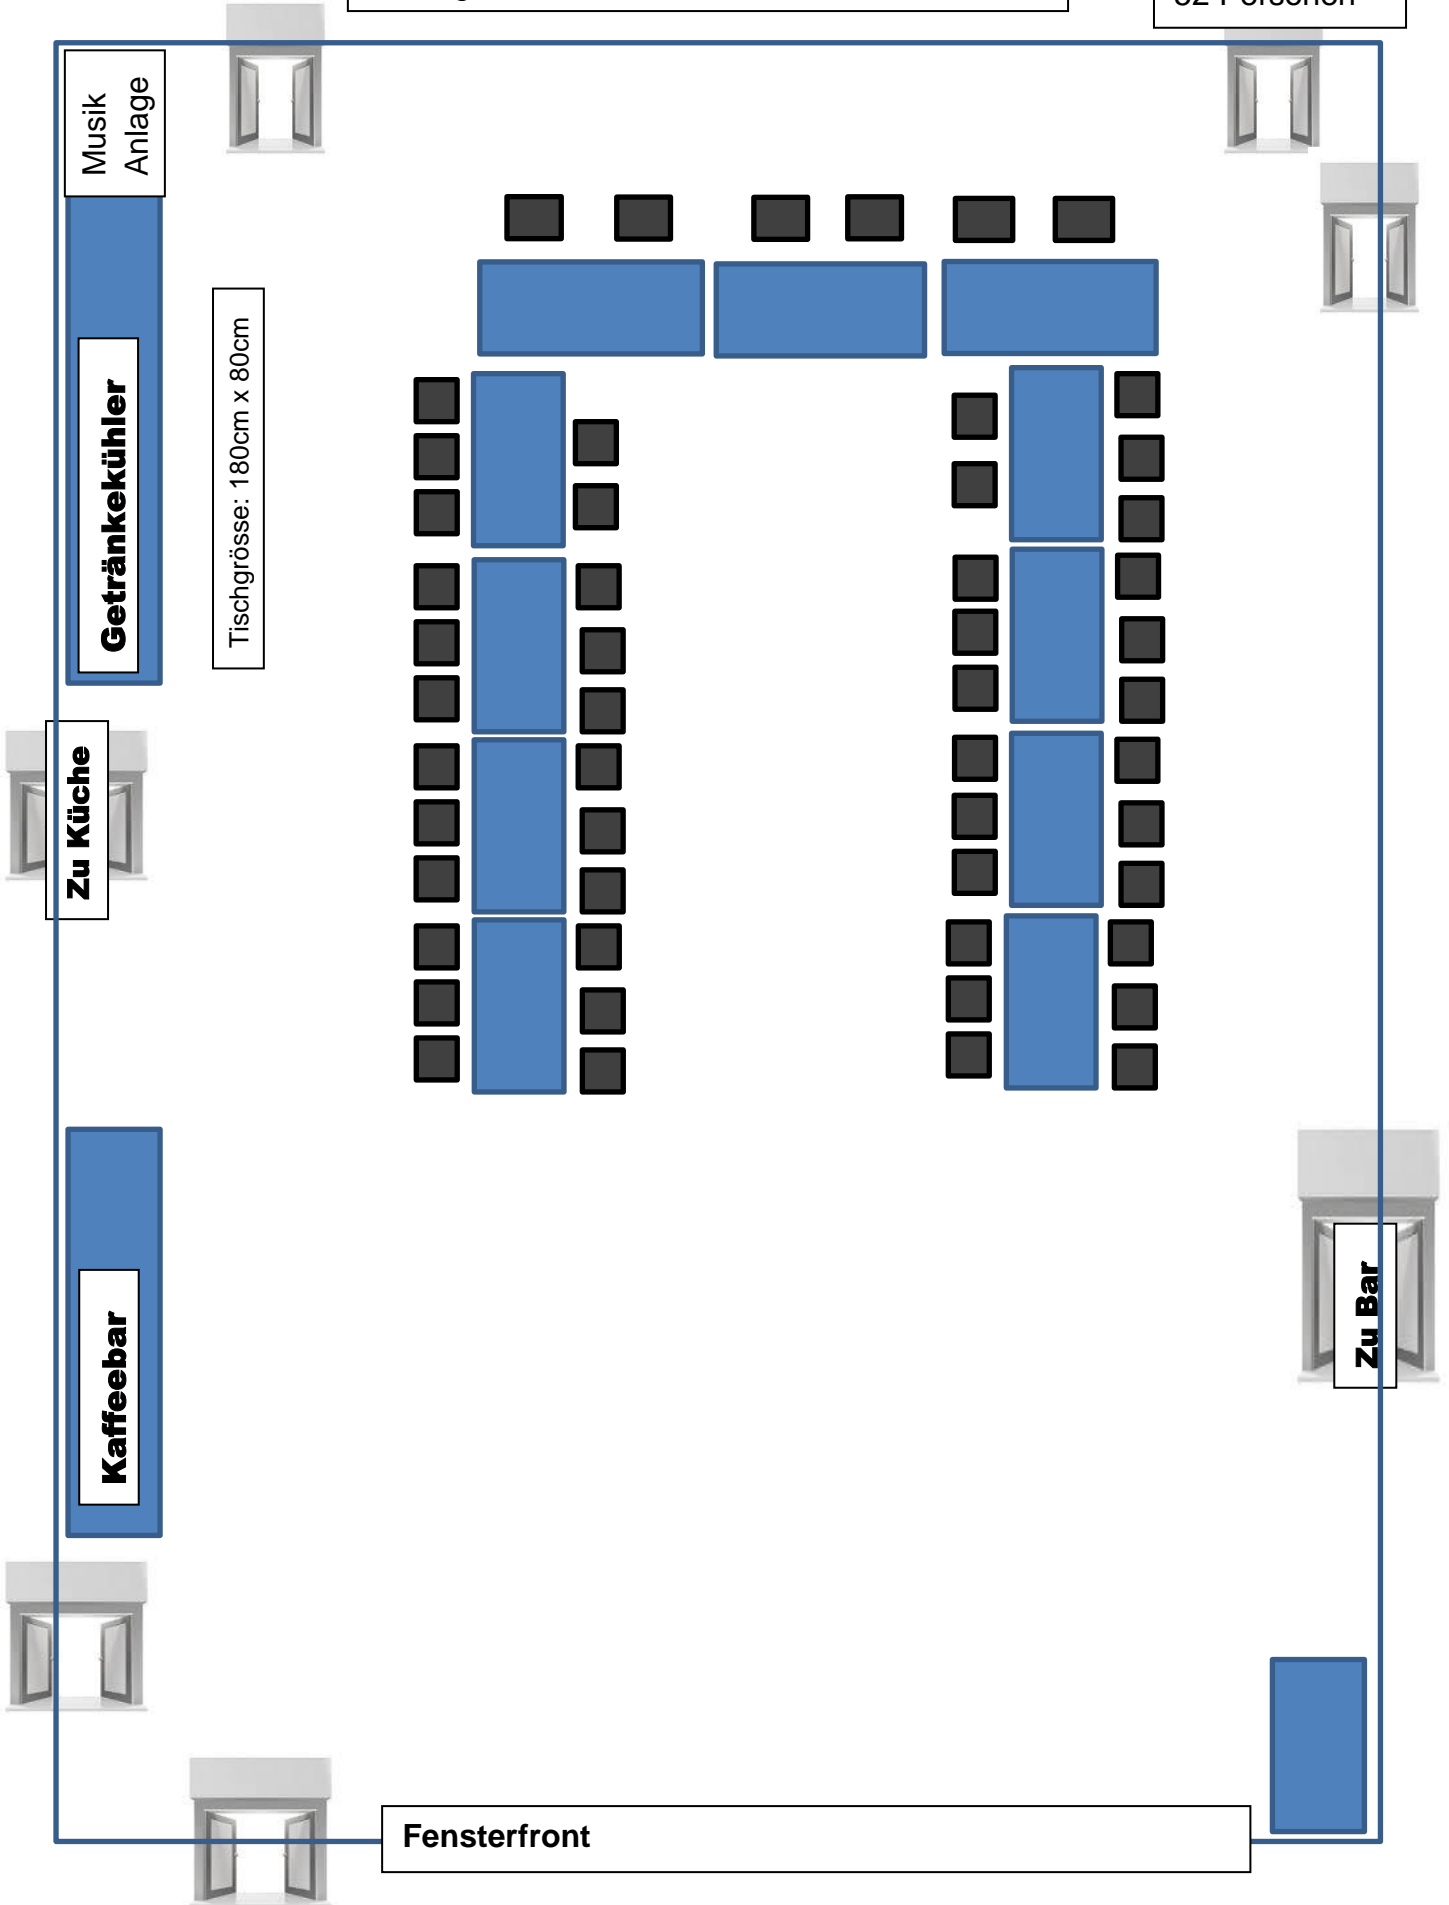 Musik
Anlage
Getränkekühler
Tischgrösse: 180cm x 80cm
Zu Küche
Kaffeebar
Zu Bar
Fensterfront